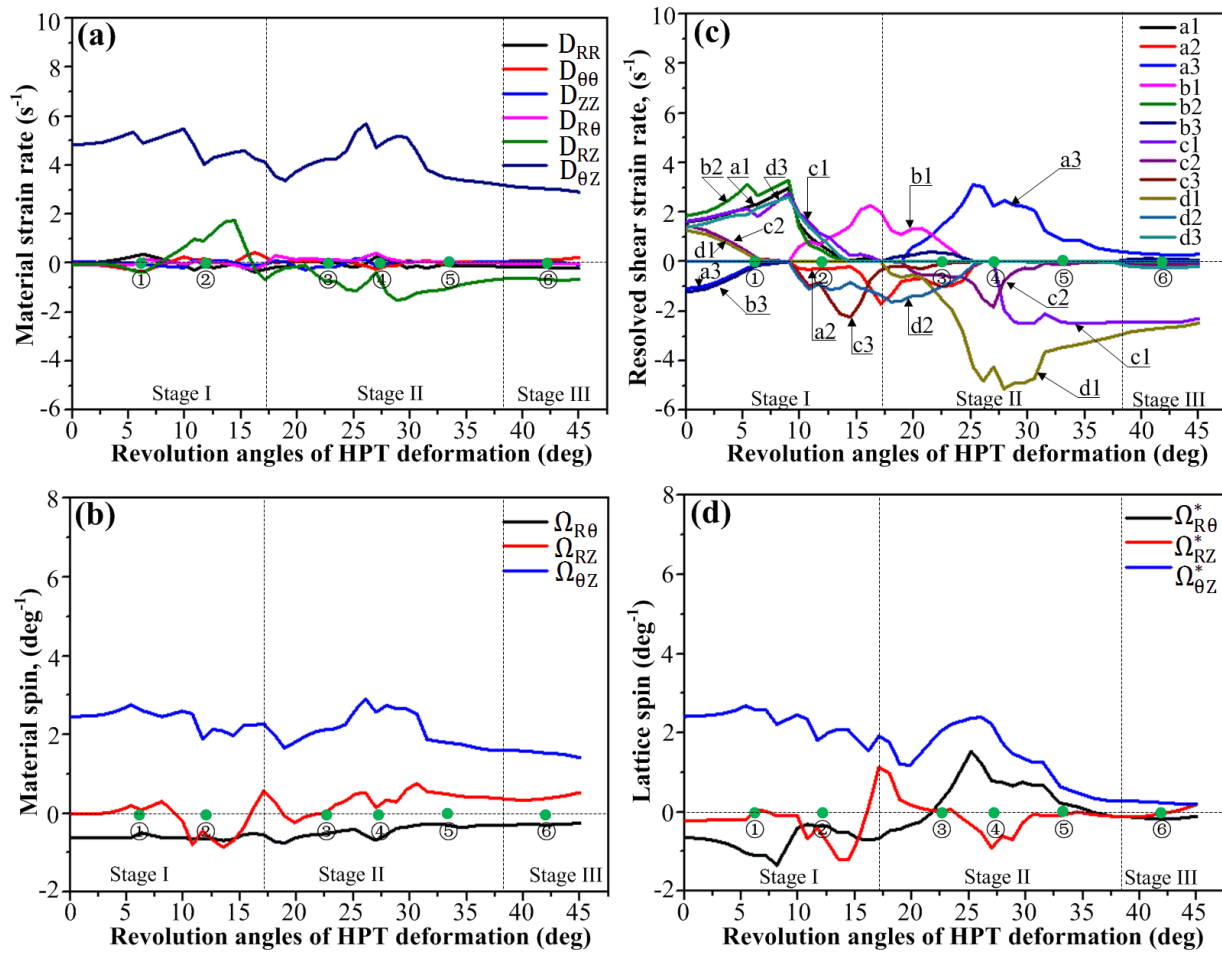 (a)
10
8
6
4
2
0
-2
-4
-6
Material strain rate (s⁻¹)
D_RR
D_θθ
D_ZZ
D_Rθ
D_RZ
D_θZ
① ② ③ ④ ⑤ ⑥
Stage I Stage II Stage III
0 5 10 15 20 25 30 35 40 45
Revolution angles of HPT deformation (deg)
(c)
10
8
6
4
2
0
-2
-4
-6
Resolved shear strain rate, (s⁻¹)
a1
a2
a3
b1
b2
b3
c1
c2
c3
d1
d2
d3
b2 a1 d3 c1 b1 a3
d1 c2
a3
b3
① ② ③ ④ ⑤ ⑥
a2 c3 d2 c2 c1 d1
Stage I Stage II Stage III
0 5 10 15 20 25 30 35 40 45
Revolution angles of HPT deformation (deg)
(b)
8
6
4
2
0
-2
Material spin, (deg⁻¹)
Ω_Rθ
Ω_RZ
Ω_θZ
① ② ③ ④ ⑤ ⑥
Stage I Stage II Stage III
0 5 10 15 20 25 30 35 40 45
Revolution angles of HPT deformation (deg)
(d)
8
6
4
2
0
-2
Lattice spin (deg⁻¹)
Ω*_Rθ
Ω*_RZ
Ω*_θZ
① ② ③ ④ ⑤ ⑥
Stage I Stage II Stage III
0 5 10 15 20 25 30 35 40 45
Revolution angles of HPT deformation (deg)